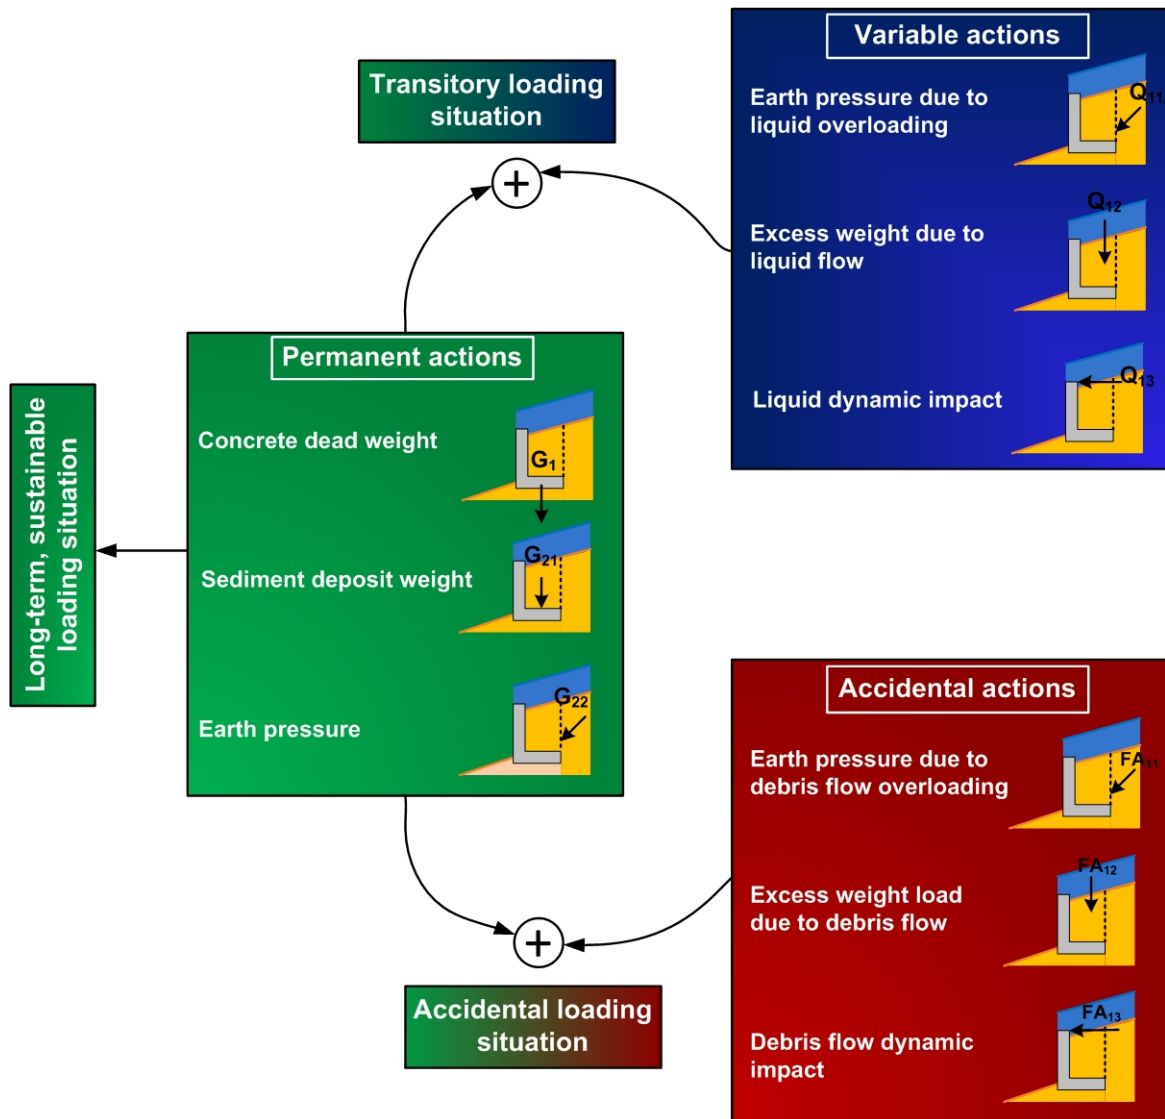 Variable actions
Transitory loading
situation
Earth pressure due to
liquid overloading
Q11
+
Excess weight due to
liquid flow
Q12
Permanent actions
Liquid dynamic impact
Q13
Long-term, sustainable
loading situation
Concrete dead weight
G1
Sediment deposit weight
G21
Earth pressure
G22
Accidental actions
Earth pressure due to
debris flow overloading
FA11
Excess weight load
due to debris flow
FA12
+
Accidental loading
situation
Debris flow dynamic
impact
FA13